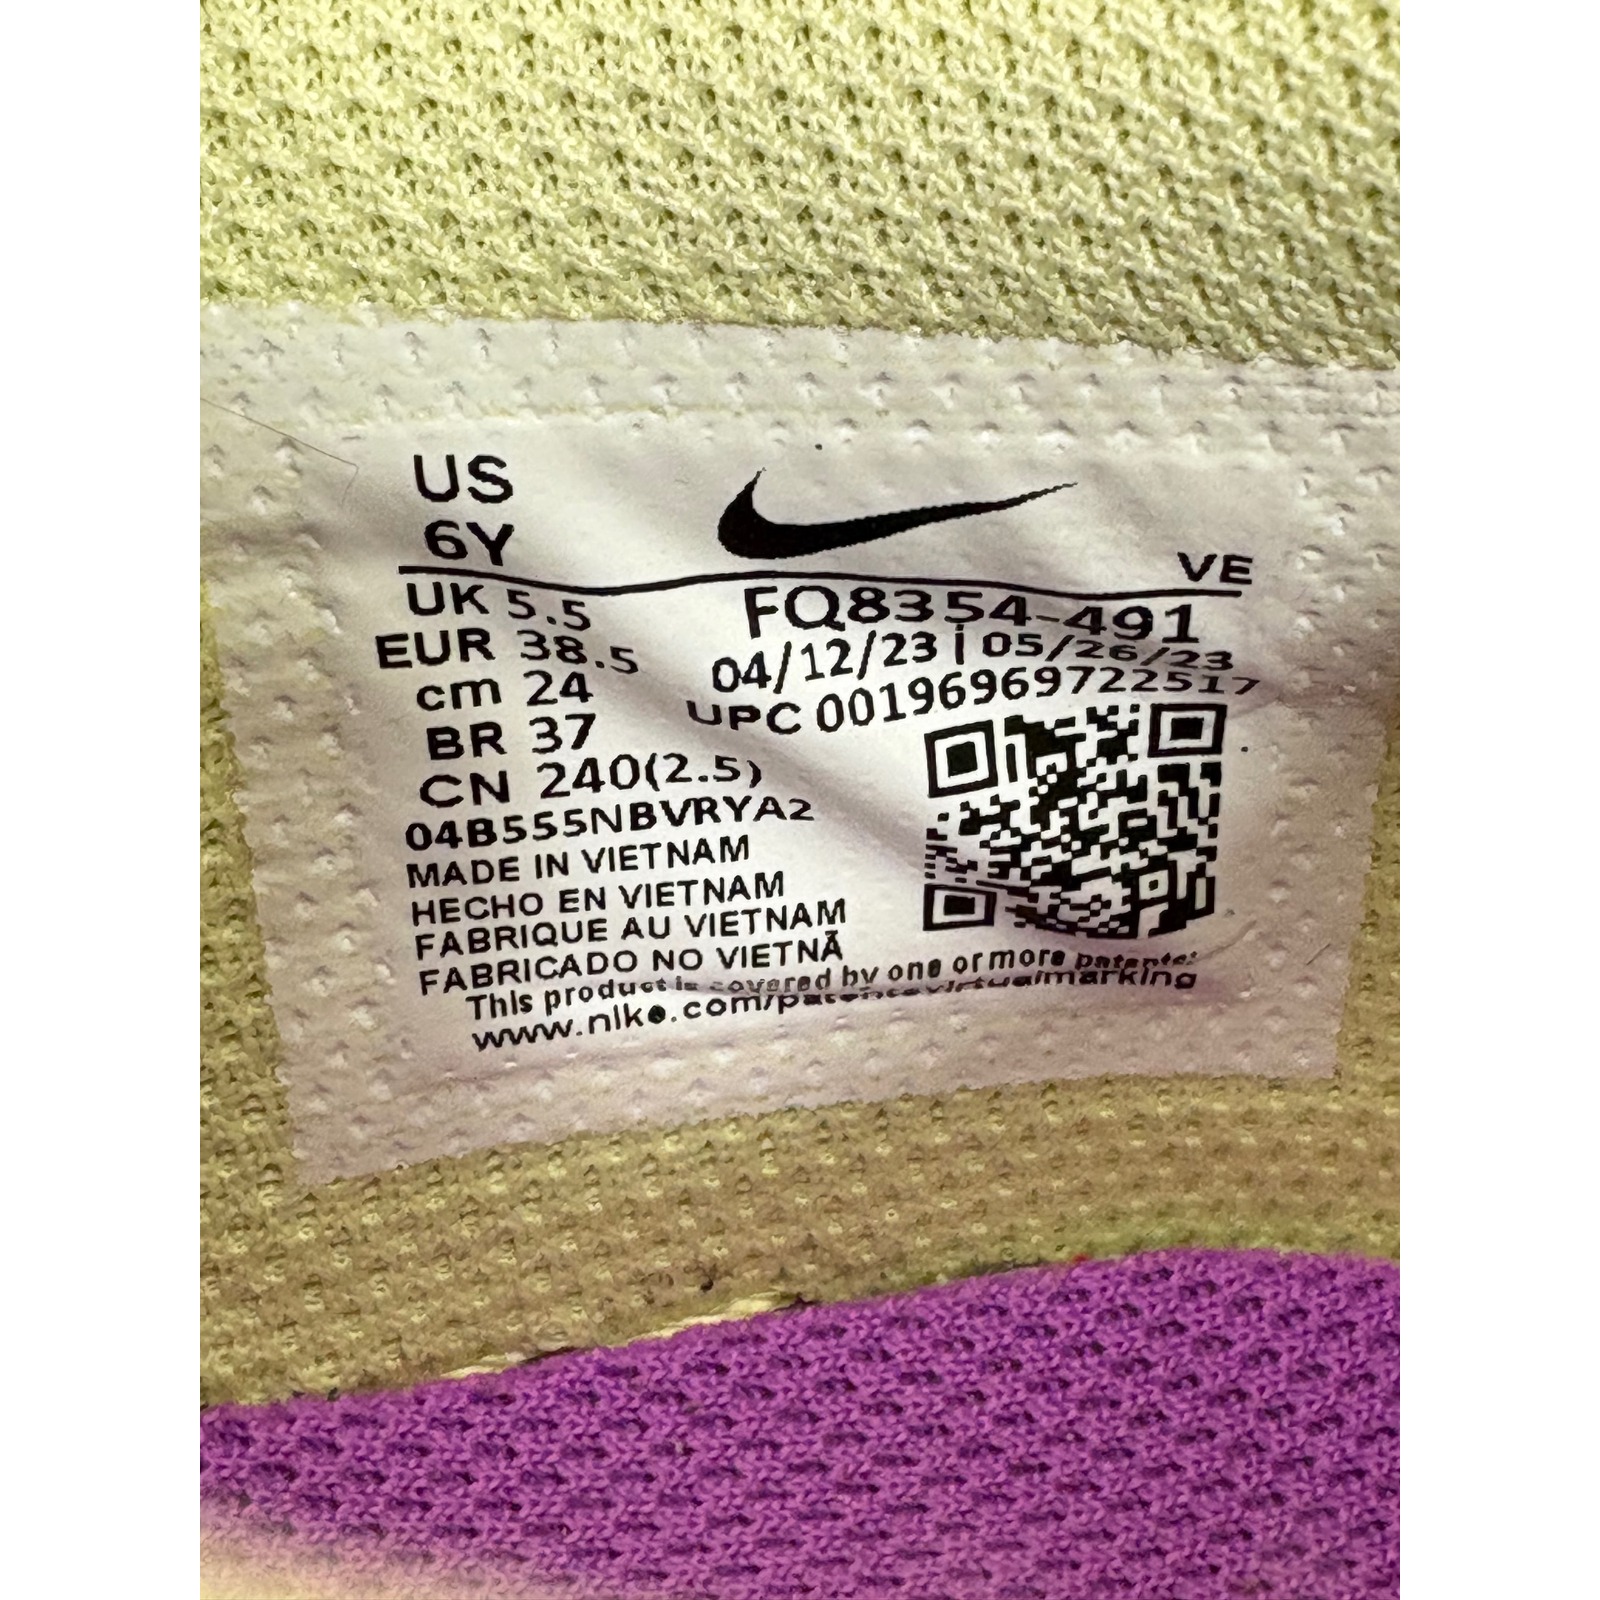 US
6Y
VE
UK 5.5
EUR 38.5
cm 24
BR 37
CN 240(2.5)
04B555NBVRYA2
MADE IN VIETNAM
HECHO EN VIETNAM
FABRIQUE AU VIETNAM
FABRICADO NO VIETNÃ
FQ8354-491
04/12/23 | 05/26/23
UPC 00196969722517
This product is covered by one or more patents:
www.nike.com/patentsvirtualmarking